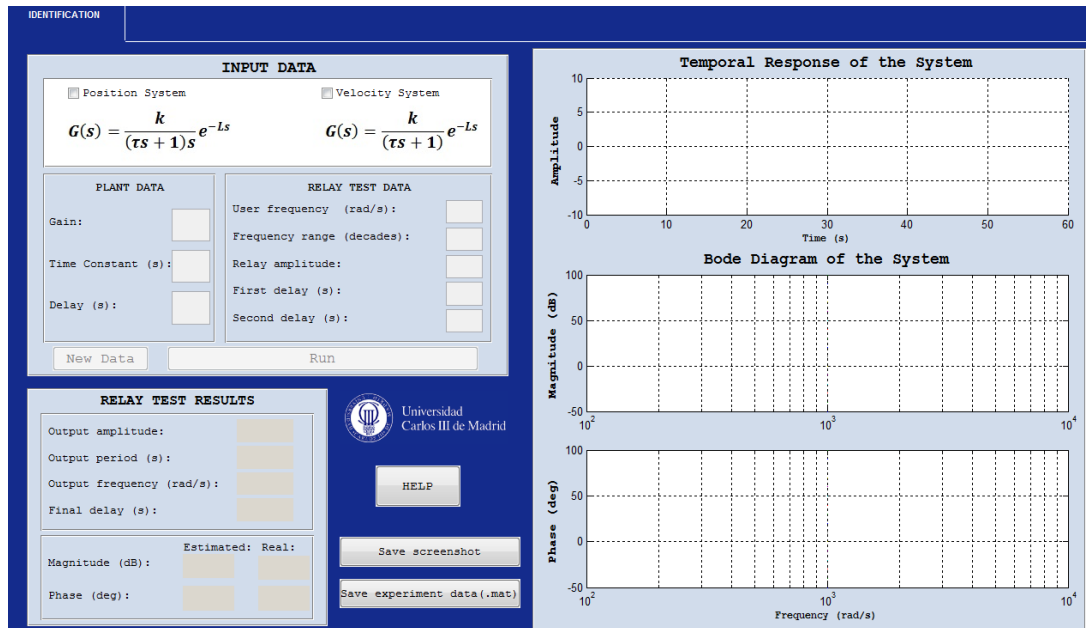 IDENTIFICATION
INPUT DATA
Position System
Velocity System
G(s) = k / (τs + 1)s e^{-Ls}
G(s) = k / (τs + 1) e^{-Ls}
PLANT DATA
Gain:
Time Constant (s):
Delay (s):
RELAY TEST DATA
User frequency (rad/s):
Frequency range (decades):
Relay amplitude:
First delay (s):
Second delay (s):
New Data
Run
RELAY TEST RESULTS
Output amplitude:
Output period (s):
Output frequency (rad/s):
Final delay (s):
Estimated: Real:
Magnitude (dB):
Phase (deg):
Universidad
Carlos III de Madrid
HELP
Save screenshot
Save experiment data(.mat)
Temporal Response of the System
Amplitude
10
5
0
-5
-10
0 10 20 30 40 50 60
Time (s)
Bode Diagram of the System
Magnitude (dB)
100
50
0
-50
10^2 10^3 10^4
Phase (deg)
100
50
0
-50
10^2 10^3 10^4
Frequency (rad/s)